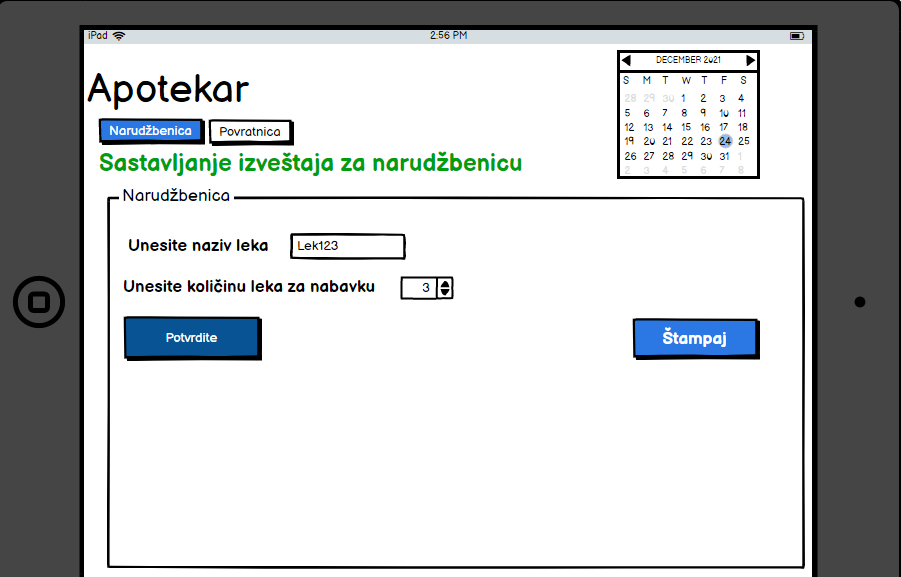 iPad 2:56 PM
DECEMBER 2021
S M T W T F S
28 29 30 1 2 3 4
5 6 7 8 9 10 11
12 13 14 15 16 17 18
19 20 21 22 23 24 25
26 27 28 29 30 31 1
2 3 4 5 6 7 8
Apotekar
Narudžbenica Povratnica
Sastavljanje izveštaja za narudžbenicu
Narudžbenica
Unesite naziv leka Lek123
Unesite količinu leka za nabavku 3
Potvrdite Štampaj